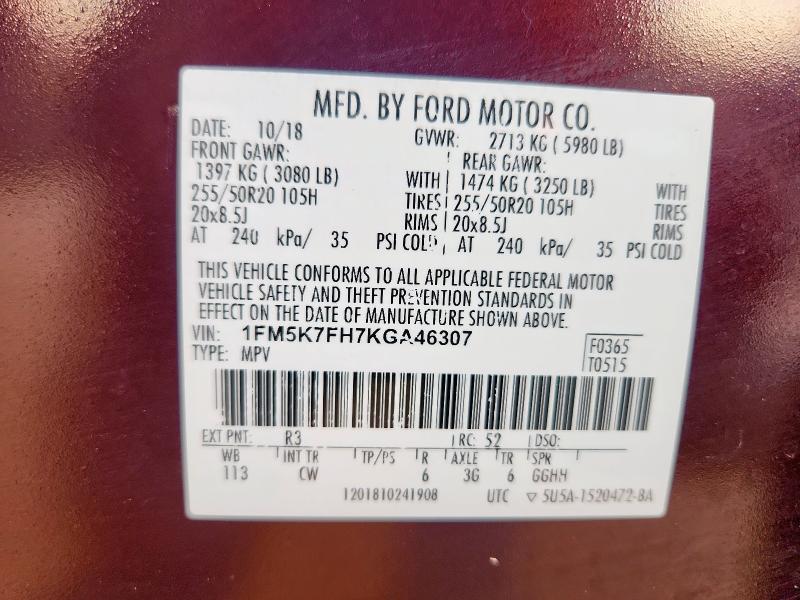 MFD. BY FORD MOTOR CO.
DATE: 10/18 GVWR: 2713 KG ( 5980 LB)
FRONT GAWR: REAR GAWR:
1397 KG ( 3080 LB) WITH 1474 KG ( 3250 LB) WITH
255/50R20 105H TIRES 255/50R20 105H TIRES
20x8.5J RIMS 20x8.5J RIMS
AT 240 kPa/ 35 PSI COLD, AT 240 kPa/ 35 PSI COLD
THIS VEHICLE CONFORMS TO ALL APPLICABLE FEDERAL MOTOR
VEHICLE SAFETY AND THEFT PREVENTION STANDARDS IN
EFFECT ON THE DATE OF MANUFACTURE SHOWN ABOVE.
VIN: 1FM5K7FH7KGA46307 F0365
TYPE: MPV T0515
EXT PNT: R3 RC: 52 DSO:
WB INT TR TP/PS R AXLE TR SPR
113 CW 6 3G 6 GGHH
1201810241908 UTC ▽ 5U5A-1520472-BA